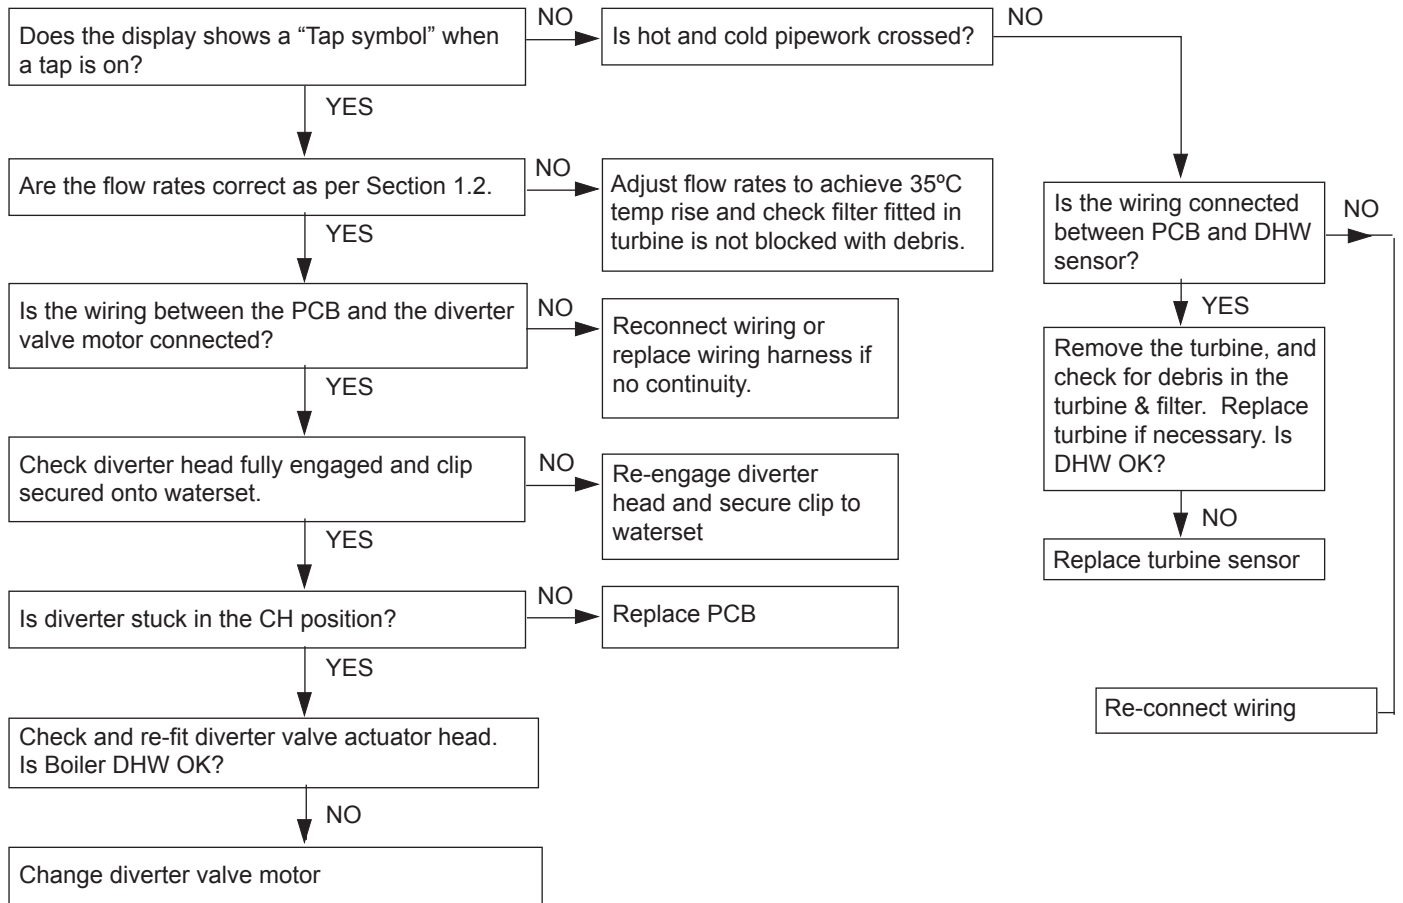 Does the display shows a “Tap symbol” when
a tap is on?
NO
Is hot and cold pipework crossed?
NO
YES
Are the flow rates correct as per Section 1.2.
NO
Adjust flow rates to achieve 35ºC
temp rise and check filter fitted in
turbine is not blocked with debris.
YES
Is the wiring connected
between PCB and DHW
sensor?
NO
YES
Is the wiring between the PCB and the diverter
valve motor connected?
NO
Reconnect wiring or
replace wiring harness if
no continuity.
YES
Remove the turbine, and
check for debris in the
turbine & filter.  Replace
turbine if necessary. Is
DHW OK?
NO
Replace turbine sensor
Check diverter head fully engaged and clip
secured onto waterset.
NO
Re-engage diverter
head and secure clip to
waterset
YES
Is diverter stuck in the CH position?
NO
Replace PCB
YES
Re-connect wiring
Check and re-fit diverter valve actuator head.
Is Boiler DHW OK?
NO
Change diverter valve motor